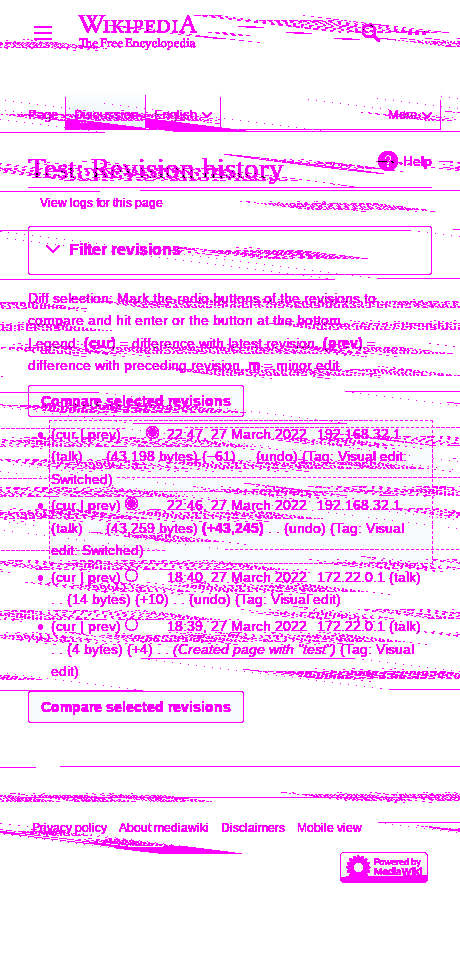 WIKIPEDIA
The Free Encyclopedia
Page Discussion English More
Test: Revision history
Help
View logs for this page
Filter revisions
Diff selection: Mark the radio buttons of the revisions to
compare and hit enter or the button at the bottom.
Legend: (cur) = difference with latest revision, (prev) =
difference with preceding revision, m = minor edit.
Compare selected revisions
(cur | prev) 22:47, 27 March 2022 192.168.32.1
(talk) . . (43,198 bytes) (−61) . . (undo) (Tag: Visual edit:
Switched)
(cur | prev) 22:46, 27 March 2022 192.168.32.1
(talk) . . (43,259 bytes) (+43,245) . . (undo) (Tag: Visual
edit: Switched)
(cur | prev) 18:40, 27 March 2022 172.22.0.1 (talk)
. . (14 bytes) (+10) . . (undo) (Tag: Visual edit)
(cur | prev) 18:39, 27 March 2022 172.22.0.1 (talk)
. . (4 bytes) (+4) . . (Created page with "test") (Tag: Visual
edit)
Compare selected revisions
Privacy policy About mediawiki Disclaimers Mobile view
Powered by
MediaWiki